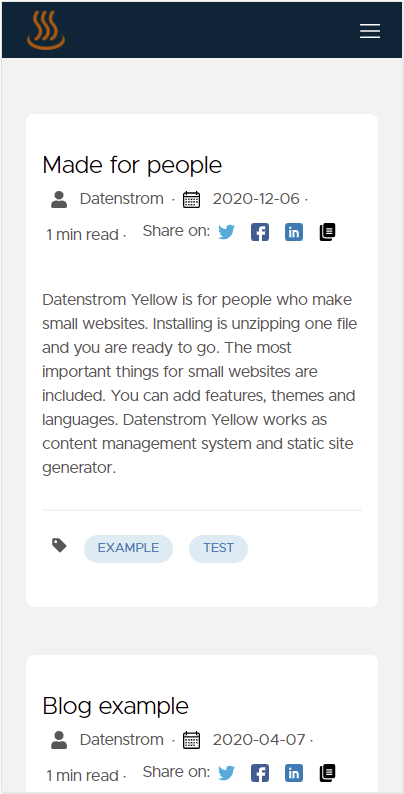 Made for people
Datenstrom · 2020-12-06 ·
1 min read · Share on:
Datenstrom Yellow is for people who make
small websites. Installing is unzipping one file
and you are ready to go. The most
important things for small websites are
included. You can add features, themes and
languages. Datenstrom Yellow works as
content management system and static site
generator.
EXAMPLE TEST
Blog example
Datenstrom · 2020-04-07 ·
1 min read · Share on: